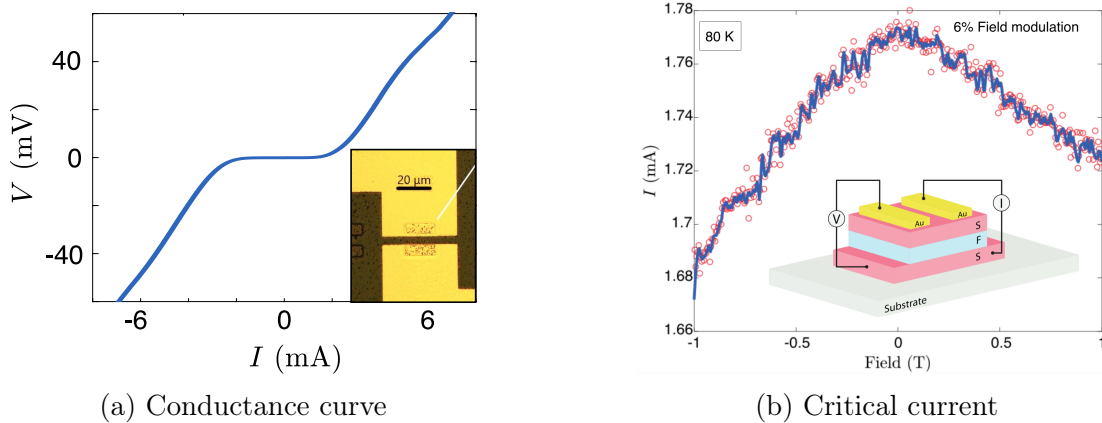 V (mV)
40
0
-40
20 μm
-6
0
6
I (mA)
(a) Conductance curve
1.78
1.76
1.74
1.72
1.7
1.68
1.66
I (mA)
80 K
6% Field modulation
V
I
Au
Au
S
F
S
Substrate
-1
-0.5
0
0.5
1
Field (T)
(b) Critical current